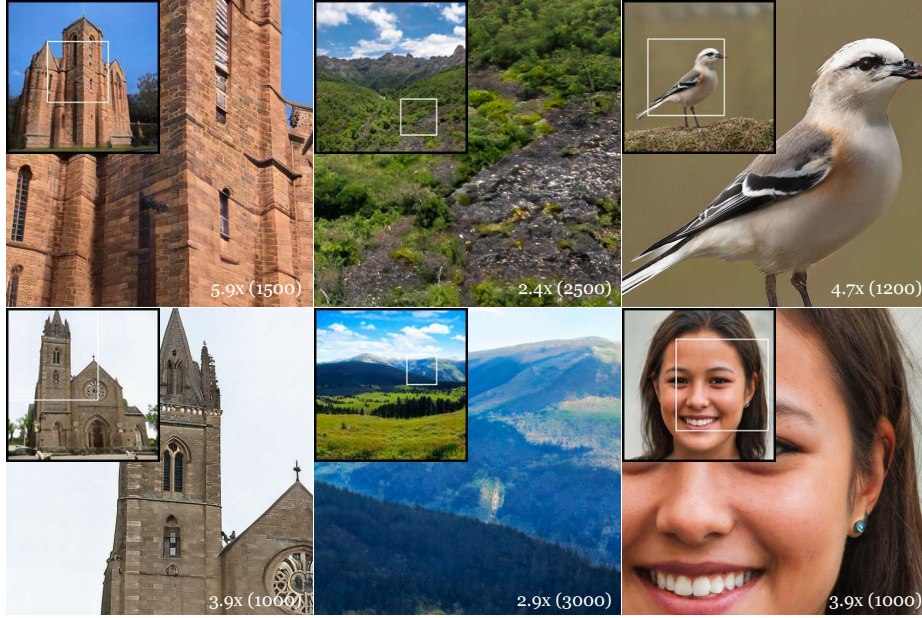 5.9x (1500)
2.4x (2500)
4.7x (1200)
3.9x (1000)
2.9x (3000)
3.9x (1000)